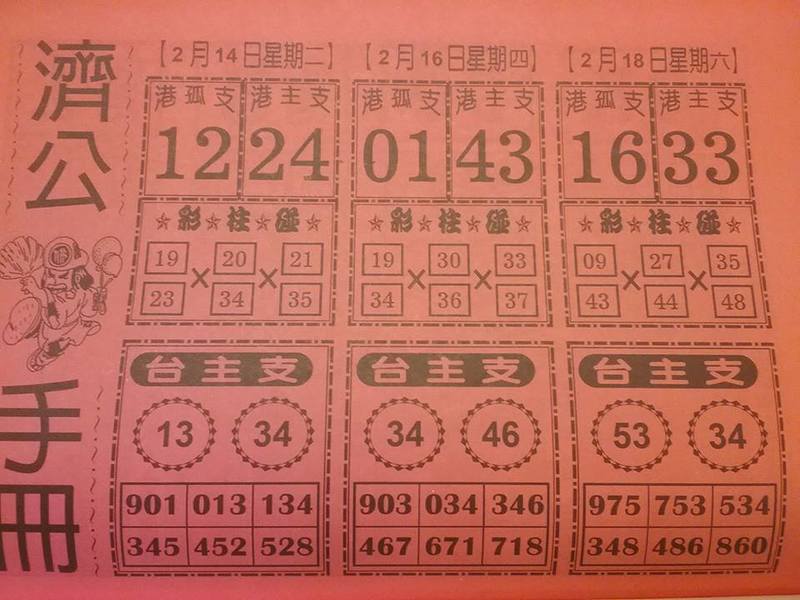 濟公手冊
【2月14日星期二】
港孤支 港主支
12 24
☆彩☆柱☆碰☆
19 × 20 × 21
23 34 35
台主支
13 34
901 013 134
345 452 528
【2月16日星期四】
港孤支 港主支
01 43
☆彩☆柱☆碰☆
19 × 30 × 33
34 36 37
台主支
34 46
903 034 346
467 671 718
【2月18日星期六】
港孤支 港主支
16 33
☆彩☆柱☆碰☆
09 × 27 × 35
43 44 48
台主支
53 34
975 753 534
348 486 860